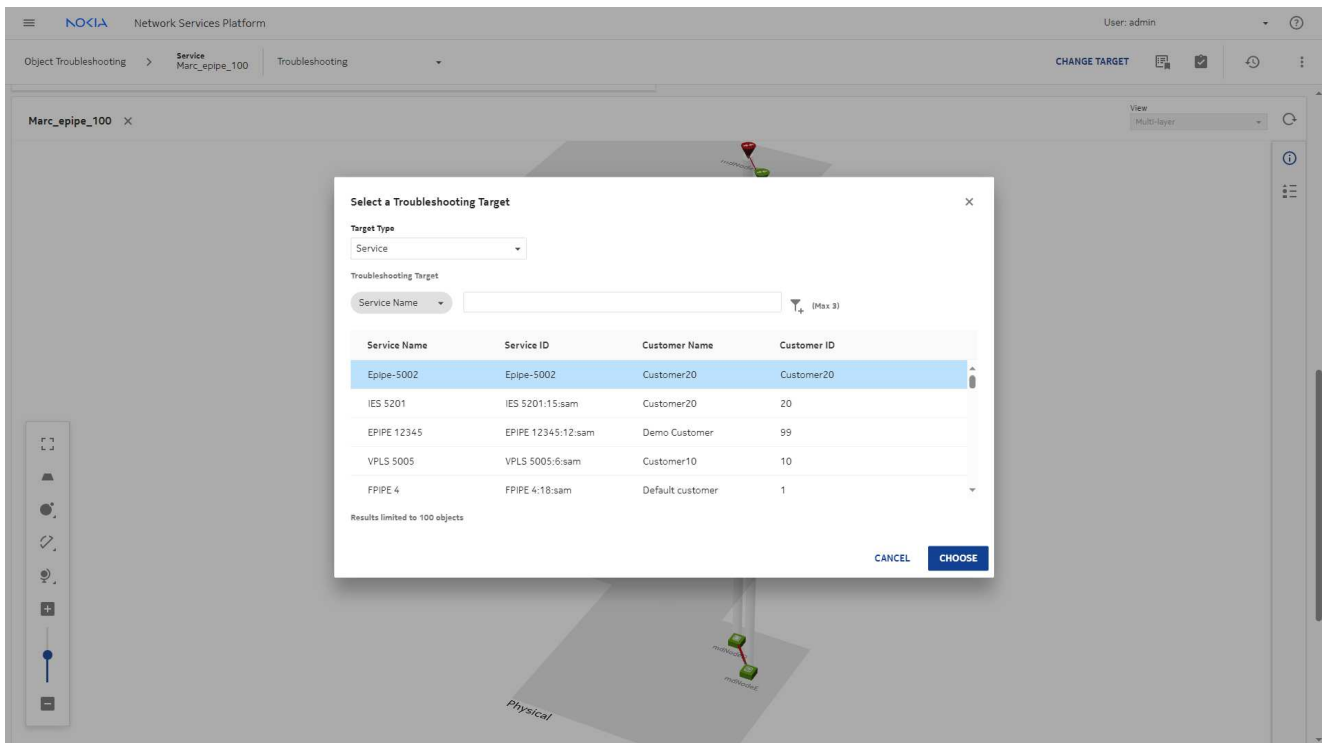 NOKIA Network Services Platform User: admin
Object Troubleshooting > Service Marc_epipe_100 Troubleshooting CHANGE TARGET
Marc_epipe_100
View
Multi-layer
Select a Troubleshooting Target
Target Type
Service
Troubleshooting Target
Service Name (Max 3)
Service Name Service ID Customer Name Customer ID
Epipe-5002 Epipe-5002 Customer20 Customer20
IES 5201 IES 5201:15:sam Customer20 20
EPIPE 12345 EPIPE 12345:12:sam Demo Customer 99
VPLS 5005 VPLS 5005:6:sam Customer10 10
FPIPE 4 FPIPE 4:18:sam Default customer 1
Results limited to 100 objects
CANCEL CHOOSE
Physical